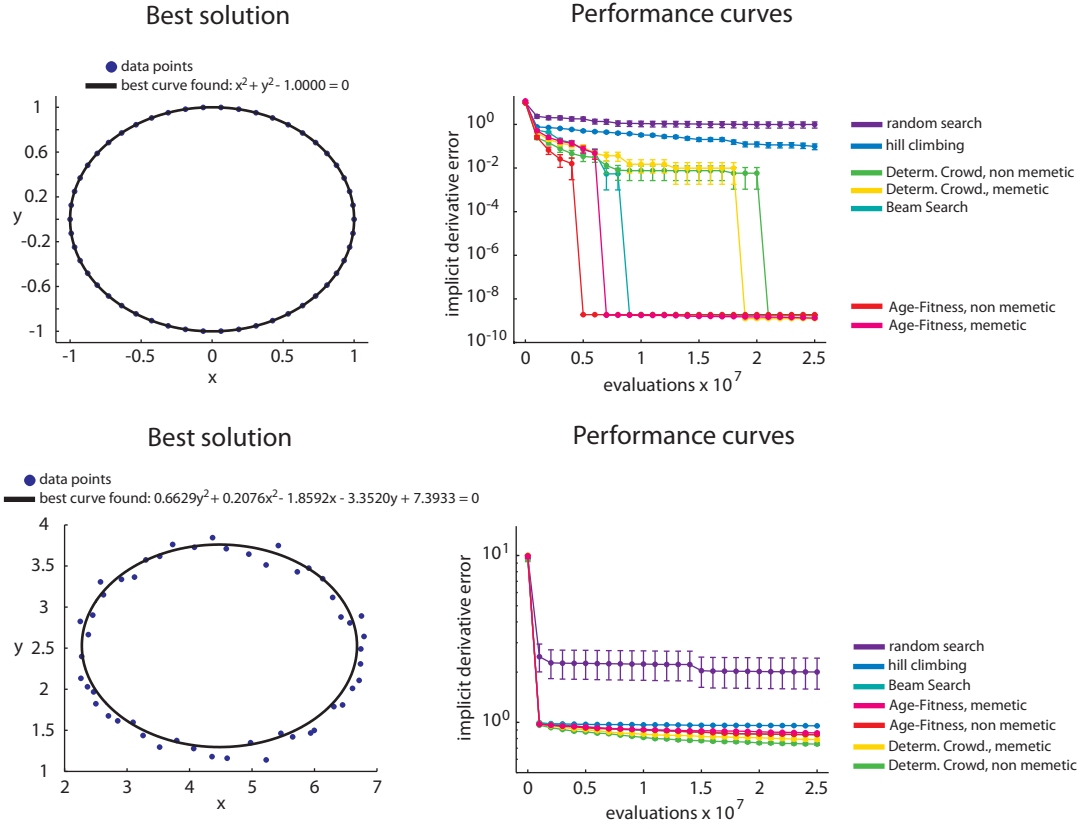 Best solution
data points
best curve found: x² + y² - 1.0000 = 0
1
0.6
0.2
y
-0.2
-0.6
-1
-1 -0.5 0 0.5 1
x
Performance curves
implicit derivative error
10⁰
10⁻²
10⁻⁴
10⁻⁶
10⁻⁸
10⁻¹⁰
0 0.5 1 1.5 2 2.5
evaluations x 10⁷
random search
hill climbing
Determ. Crowd, non memetic
Determ. Crowd., memetic
Beam Search
Age-Fitness, non memetic
Age-Fitness, memetic
Best solution
data points
best curve found: 0.6629y² + 0.2076x² - 1.8592x - 3.3520y + 7.3933 = 0
4
3.5
3
2.5
y
2
1.5
1
2 3 4 5 6 7
x
Performance curves
implicit derivative error
10¹
10⁰
0 0.5 1 1.5 2 2.5
evaluations x 10⁷
random search
hill climbing
Beam Search
Age-Fitness, memetic
Age-Fitness, non memetic
Determ. Crowd., memetic
Determ. Crowd, non memetic